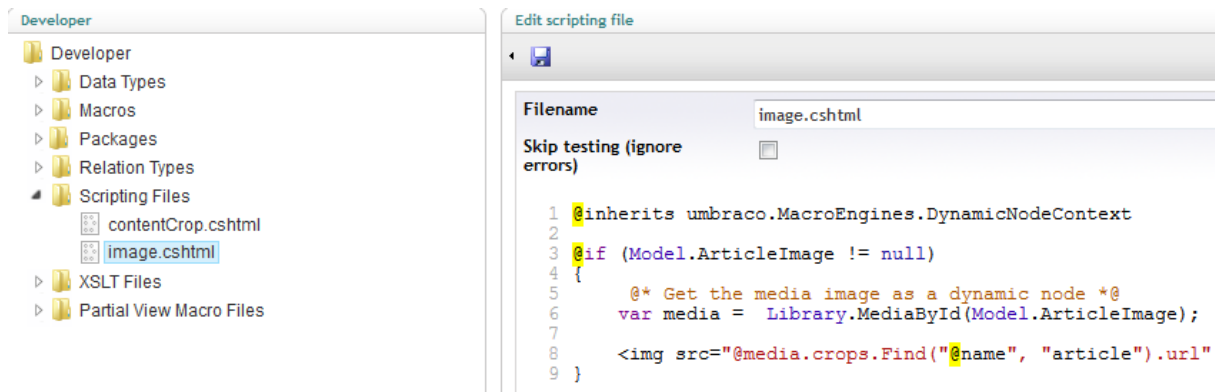 Developer
Developer
Data Types
Macros
Packages
Relation Types
Scripting Files
contentCrop.cshtml
image.cshtml
XSLT Files
Partial View Macro Files
Edit scripting file
Filename
image.cshtml
Skip testing (ignore
errors)
1 @inherits umbraco.MacroEngines.DynamicNodeContext
2
3 @if (Model.ArticleImage != null)
4 {
5 @* Get the media image as a dynamic node *@
6 var media =  Library.MediaById(Model.ArticleImage);
7
8 <img src="@media.crops.Find("@name", "article").url"
9 }